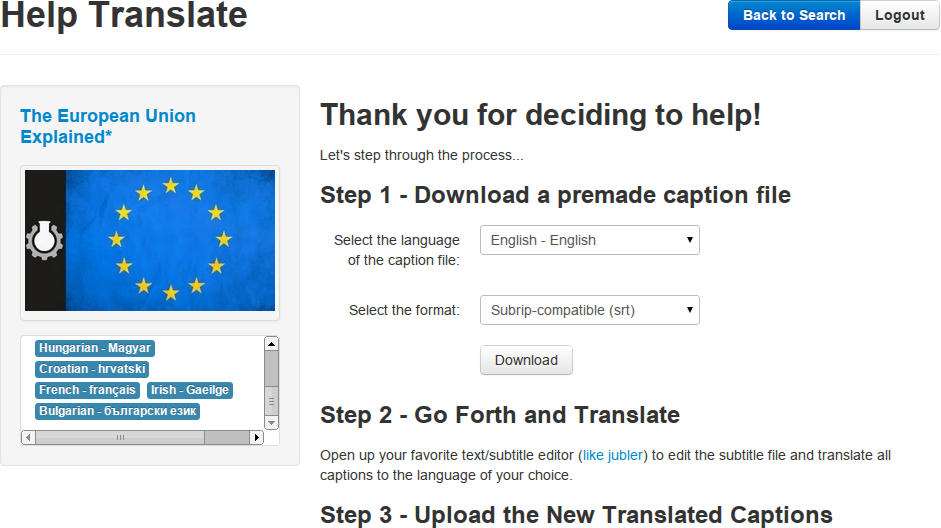 Help Translate
Back to Search
Logout
The European Union
Explained*
Hungarian - Magyar
Croatian - hrvatski
French - français
Irish - Gaeilge
Bulgarian - български език
Thank you for deciding to help!
Let's step through the process...
Step 1 - Download a premade caption file
Select the language
of the caption file:
English - English
Select the format:
Subrip-compatible (srt)
Download
Step 2 - Go Forth and Translate
Open up your favorite text/subtitle editor (like jubler) to edit the subtitle file and translate all
captions to the language of your choice.
Step 3 - Upload the New Translated Captions